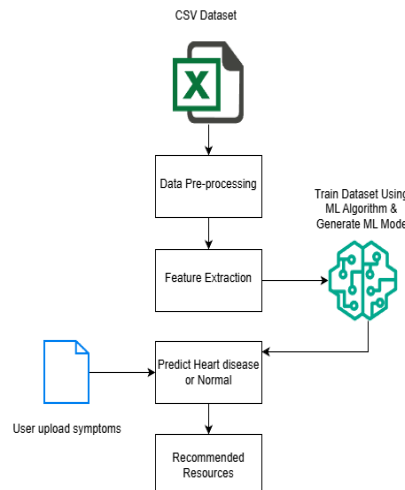 CSV Dataset
X
Data Pre-processing
Train Dataset Using
ML Algorithm &
Generate ML Mode
Feature Extraction
Predict Heart disease
or Normal
User upload symptoms
Recommended
Resources